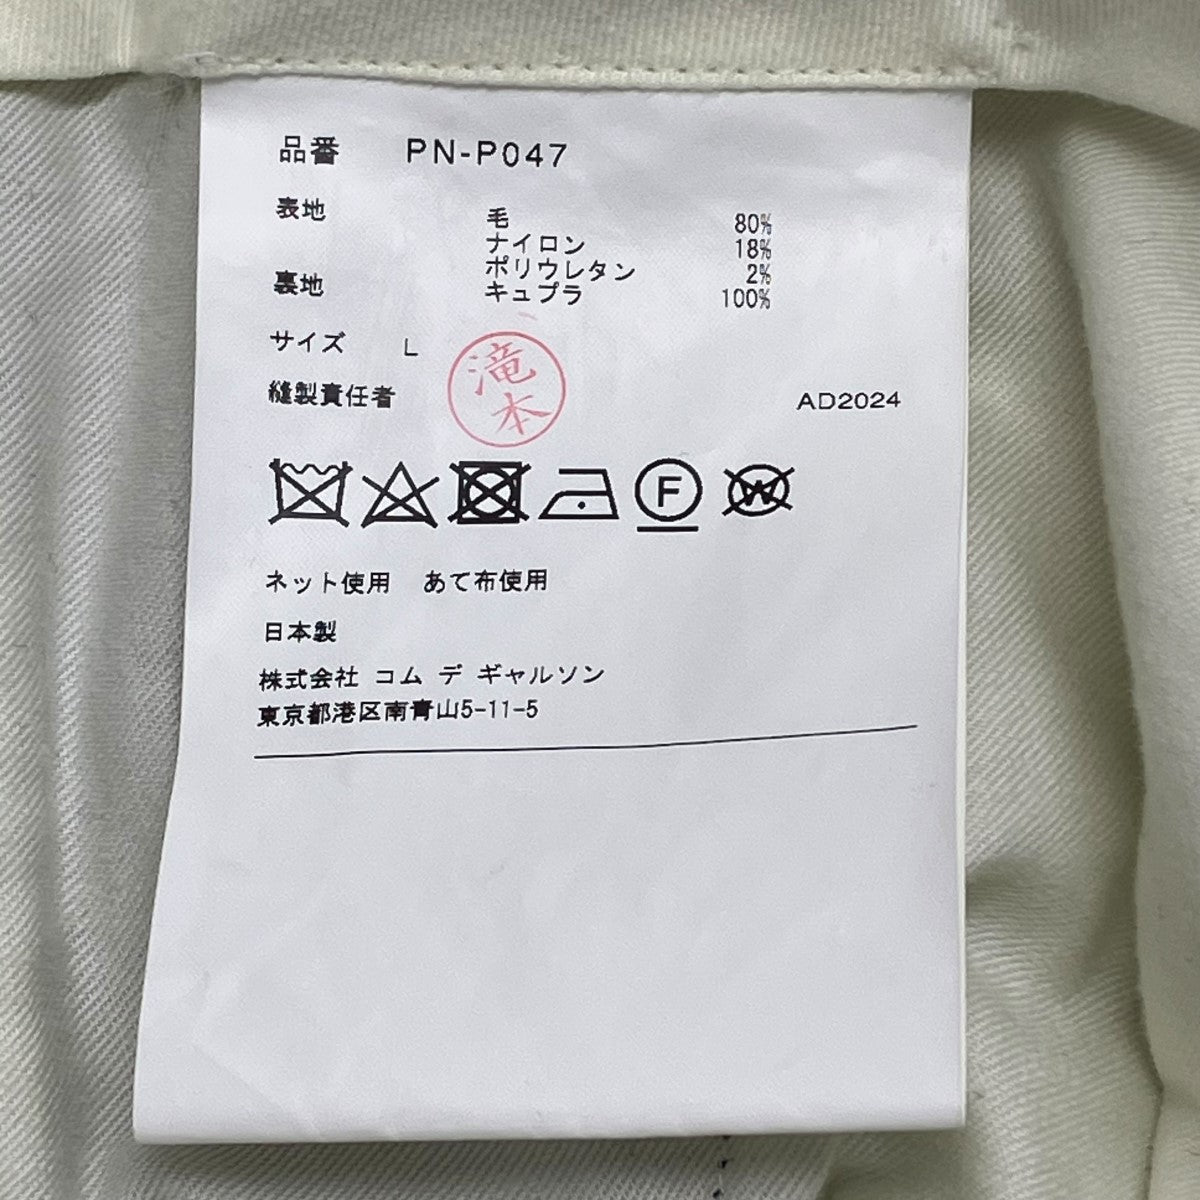 品番 PN-P047
表地 毛 80%
ナイロン 18%
ポリウレタン 2%
裏地 キュプラ 100%
サイズ L
縫製責任者 滝本 AD2024
F W
ネット使用 あて布使用
日本製
株式会社 コム デ ギャルソン
東京都港区南青山5-11-5